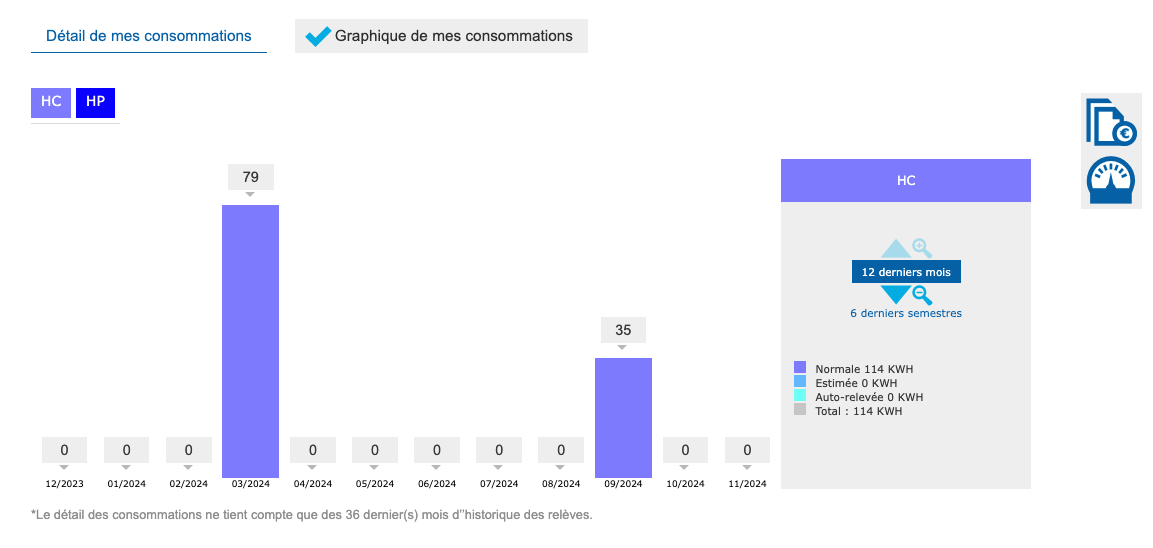 Détail de mes consommations
Graphique de mes consommations
HC HP
79
HC
12 derniers mois
6 derniers semestres
35
Normale 114 KWH
Estimée 0 KWH
Auto-relevée 0 KWH
Total : 114 KWH
0 0 0 0 0 0 0 0 0 0
12/2023 01/2024 02/2024 03/2024 04/2024 05/2024 06/2024 07/2024 08/2024 09/2024 10/2024 11/2024
*Le détail des consommations ne tient compte que des 36 dernier(s) mois d''historique des relèves.